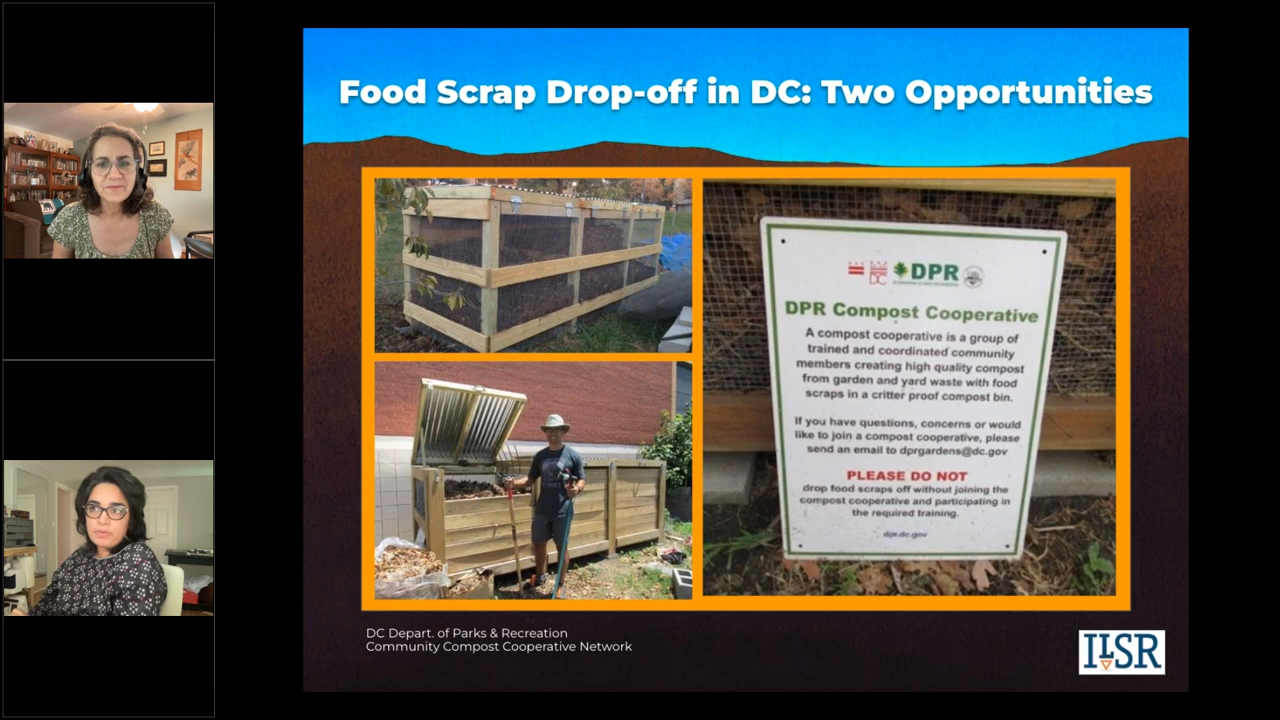 Food Scrap Drop-off in DC: Two Opportunities
DC
DPR
DPR Compost Cooperative
A compost cooperative is a group of
trained and coordinated community
members creating high quality compost
from garden and yard waste with food
scraps in a critter proof compost bin.
If you have questions, concerns or would
like to join a compost cooperative, please
send an email to dprgardens@dc.gov
PLEASE DO NOT
drop food scraps off without joining the
compost cooperative and participating in
the required training.
dpr.dc.gov
DC Depart. of Parks & Recreation
Community Compost Cooperative Network
ILSR